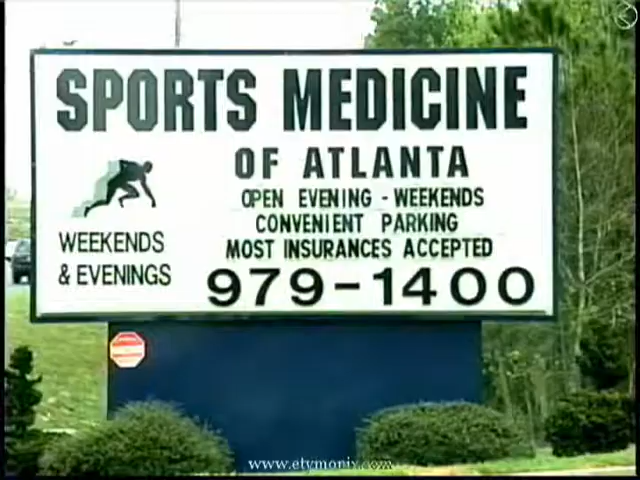 SPORTS MEDICINE
OF ATLANTA
OPEN EVENING - WEEKENDS
CONVENIENT PARKING
MOST INSURANCES ACCEPTED
979-1400
WEEKENDS
& EVENINGS
www.etymonix.com